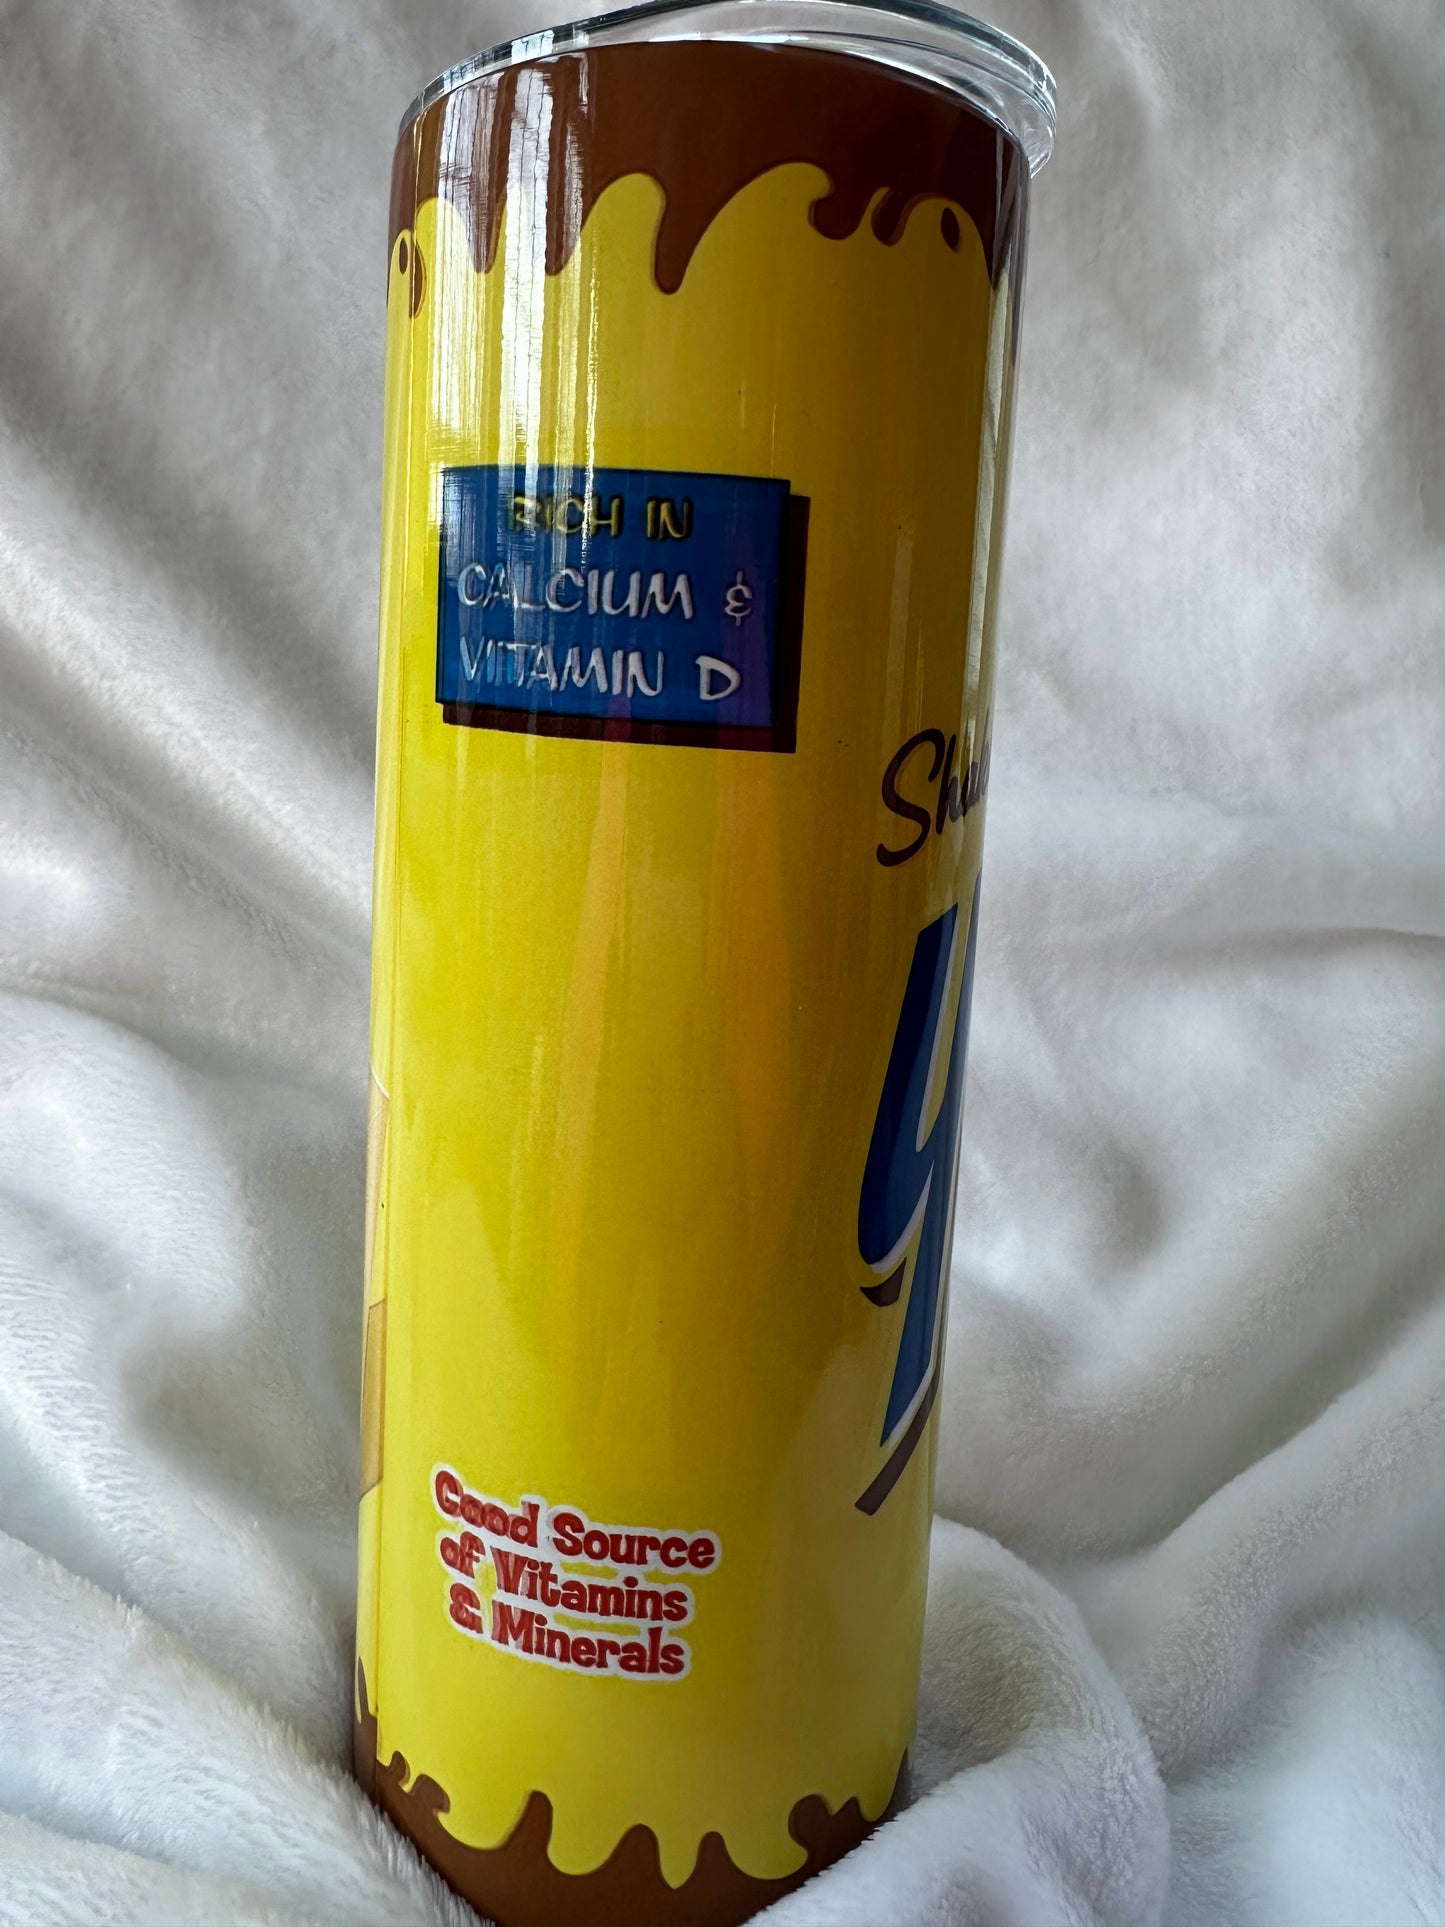 RICH IN
CALCIUM &
VITAMIN D
Good Source
of Vitamins
& Minerals